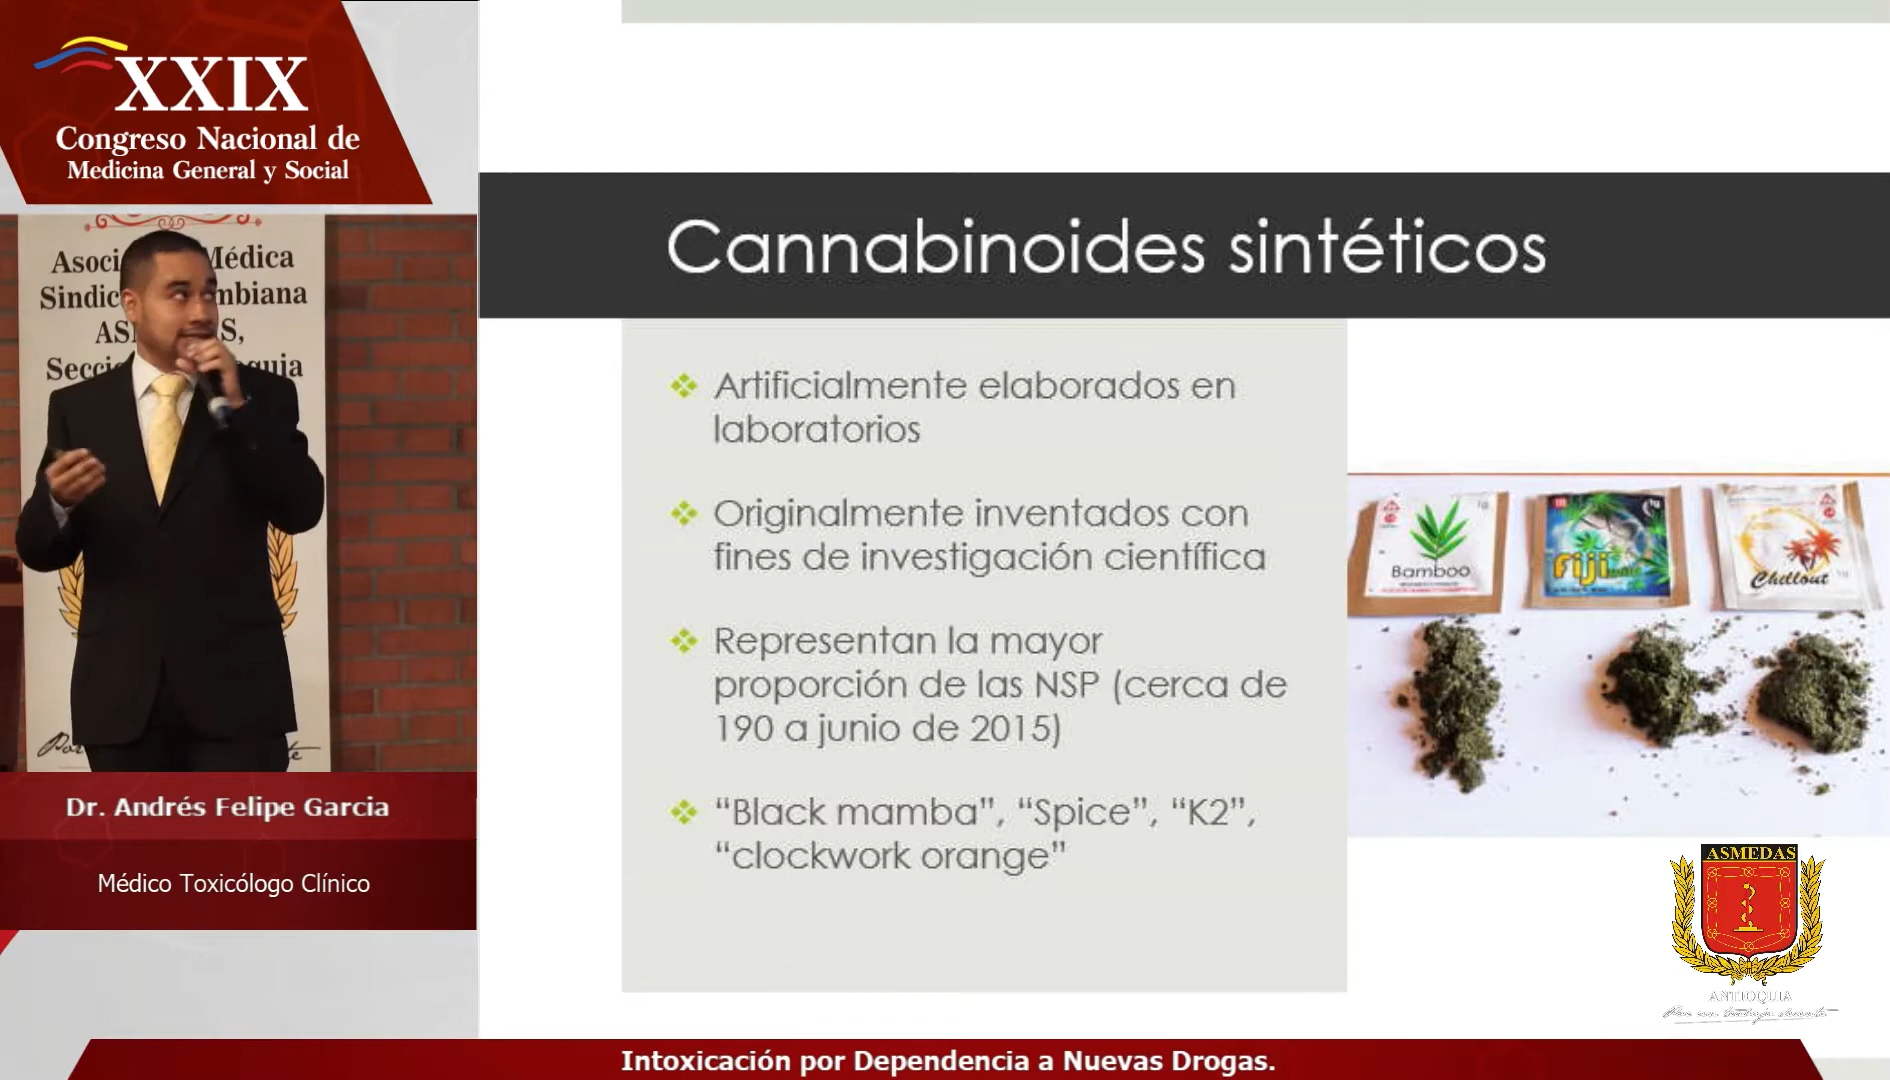 XXIX
Congreso Nacional de
Medicina General y Social
Médica
ASMEDAS
Dr. Andrés Felipe Garcia
Médico Toxicólogo Clínico
Cannabinoides sintéticos
Artificialmente elaborados en
laboratorios
Originalmente inventados con
fines de investigación científica
Representan la mayor
proporción de las NSP (cerca de
190 a junio de 2015)
“Black mamba”, “Spice”, “K2”,
“clockwork orange”
Bamboo
Fiji
Chillout
ANTIOQUIA
Intoxicación por Dependencia a Nuevas Drogas.